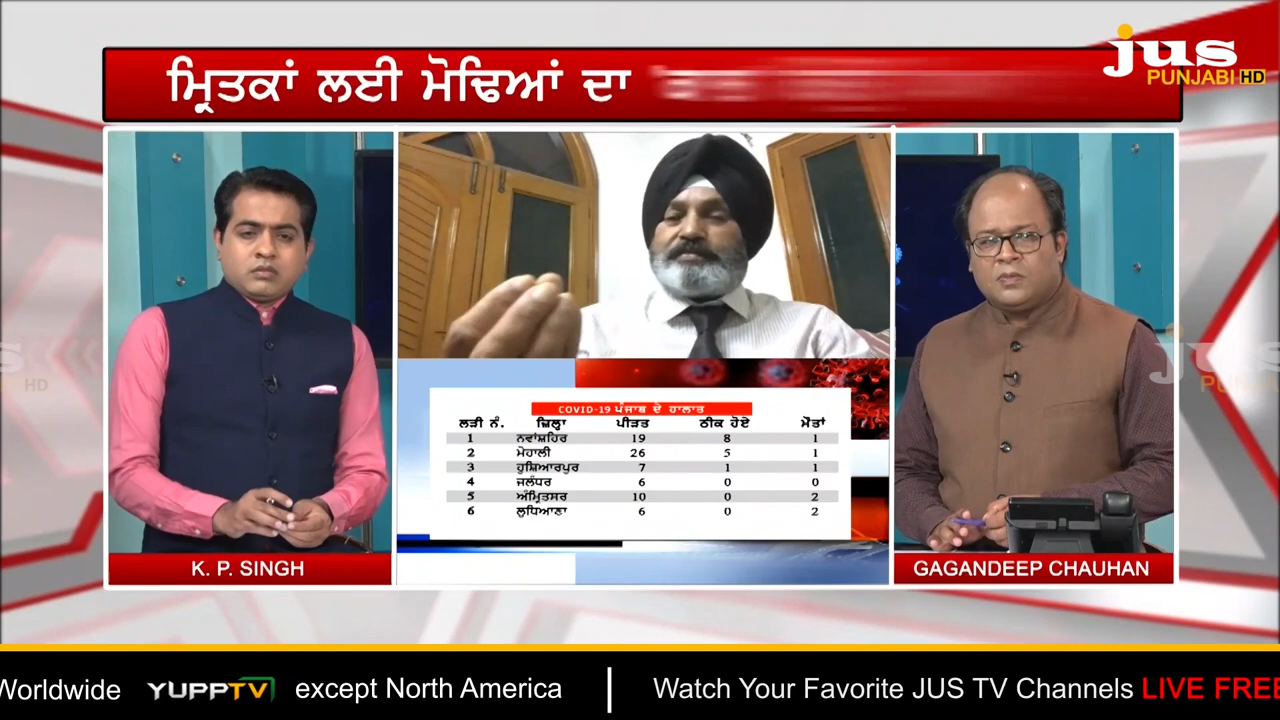 jus
PUNJABI HD
ਮ੍ਰਿਤਕਾਂ ਲਈ ਮੋਢਿਆਂ ਦਾ
COVID-19 ਪੰਜਾਬ ਦੇ ਹਾਲਾਤ
ਲੜੀ ਨੰ. ਜ਼ਿਲ੍ਹਾ ਪੀੜਤ ਠੀਕ ਹੋਏ ਮੌਤਾਂ
1 ਨਵਾਂਸ਼ਹਿਰ 19 8 1
2 ਮੋਹਾਲੀ 26 5 1
3 ਹੁਸ਼ਿਆਰਪੁਰ 7 1 1
4 ਜਲੰਧਰ 6 0 0
5 ਅੰਮ੍ਰਿਤਸਰ 10 0 2
6 ਲੁਧਿਆਣਾ 6 0 2
K. P. SINGH
GAGANDEEP CHAUHAN
HD
jus
Worldwide YUPPTV except North America | Watch Your Favorite JUS TV Channels LIVE FREE